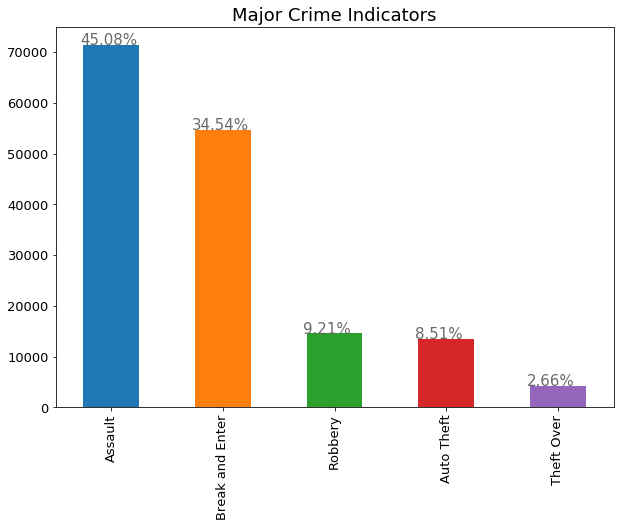 Major Crime Indicators
70000
60000
50000
40000
30000
20000
10000
0
45.08%
34.54%
9.21%
8.51%
2.66%
Assault
Break and Enter
Robbery
Auto Theft
Theft Over